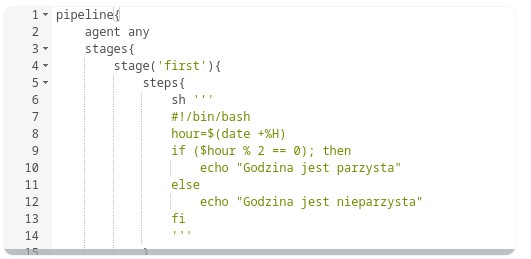 1 pipeline{
2 agent any
3 stages{
4 stage('first'){
5 steps{
6 sh '''
7 #!/bin/bash
8 hour=$(date +%H)
9 if ($hour % 2 == 0); then
10 echo "Godzina jest parzysta"
11 else
12 echo "Godzina jest nieparzysta"
13 fi
14 '''
15 }